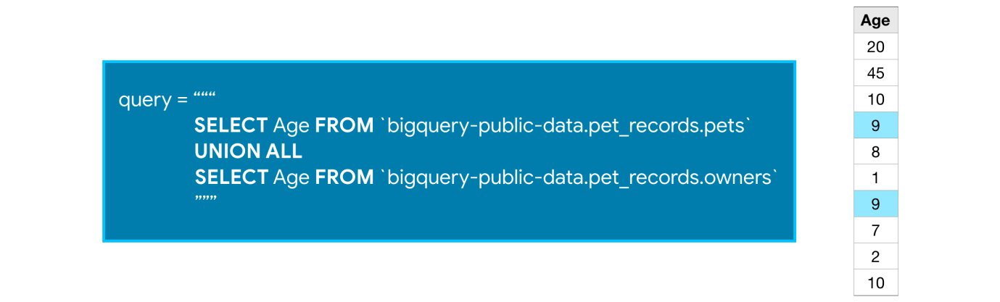 query = “““
SELECT Age FROM `bigquery-public-data.pet_records.pets`
UNION ALL
SELECT Age FROM `bigquery-public-data.pet_records.owners`
”””
Age
20
45
10
9
8
1
9
7
2
10